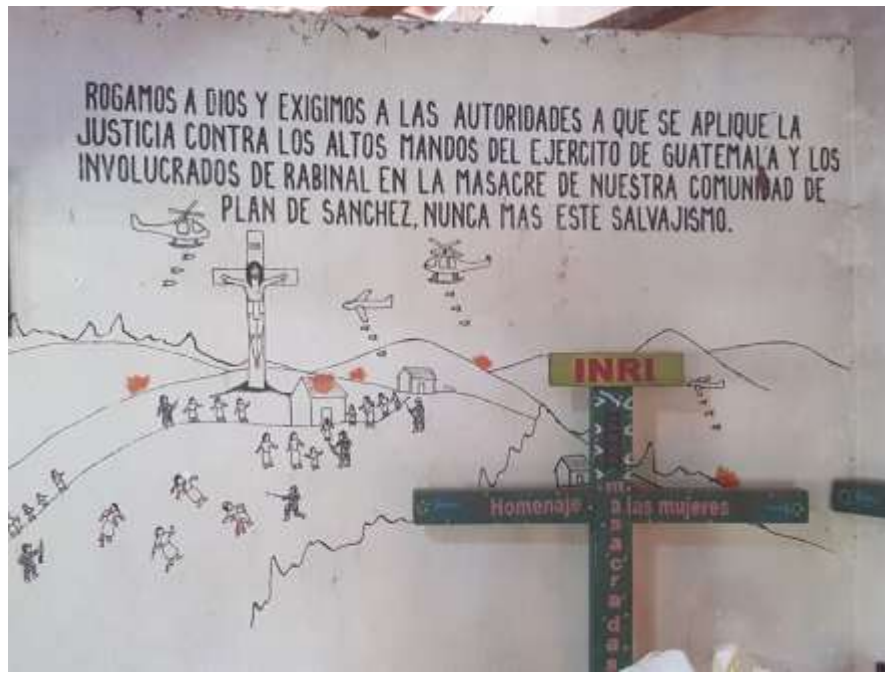 ROGAMOS A DIOS Y EXIGIMOS A LAS AUTORIDADES A QUE SE APLIQUE LA
JUSTICIA CONTRA LOS ALTOS MANDOS DEL EJERCITO DE GUATEMALA Y LOS
INVOLUCRADOS DE RABINAL EN LA MASACRE DE NUESTRA COMUNIDAD DE
PLAN DE SANCHEZ, NUNCA MAS ESTE SALVAJISMO.
INRI
Homenaje a las mujeres
masacradas